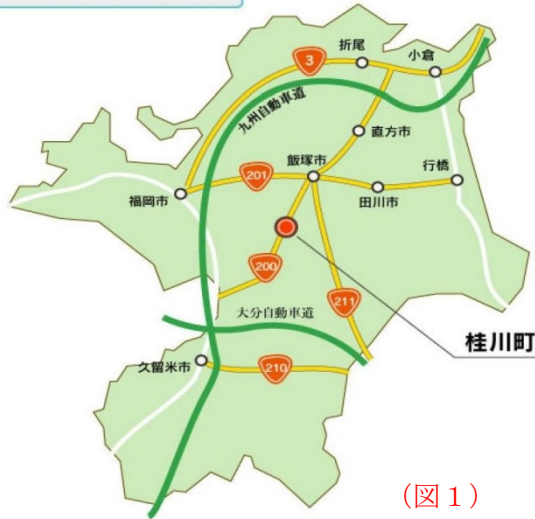 折尾
小倉
3
九州自動車道
直方市
飯塚市
行橋
201
福岡市
田川市
200
大分自動車道
211
桂川町
久留米市
210
(図1)